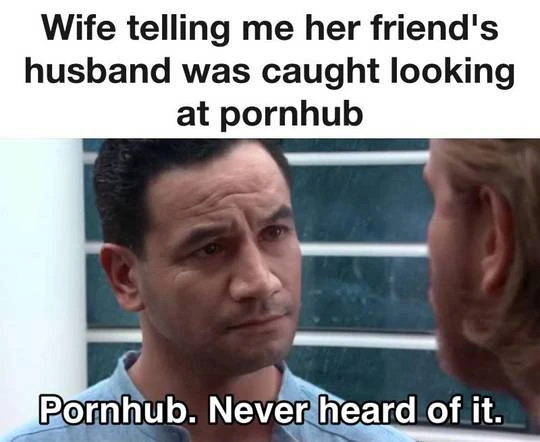 Wife telling me her friend's
husband was caught looking
at pornhub
Pornhub. Never heard of it.